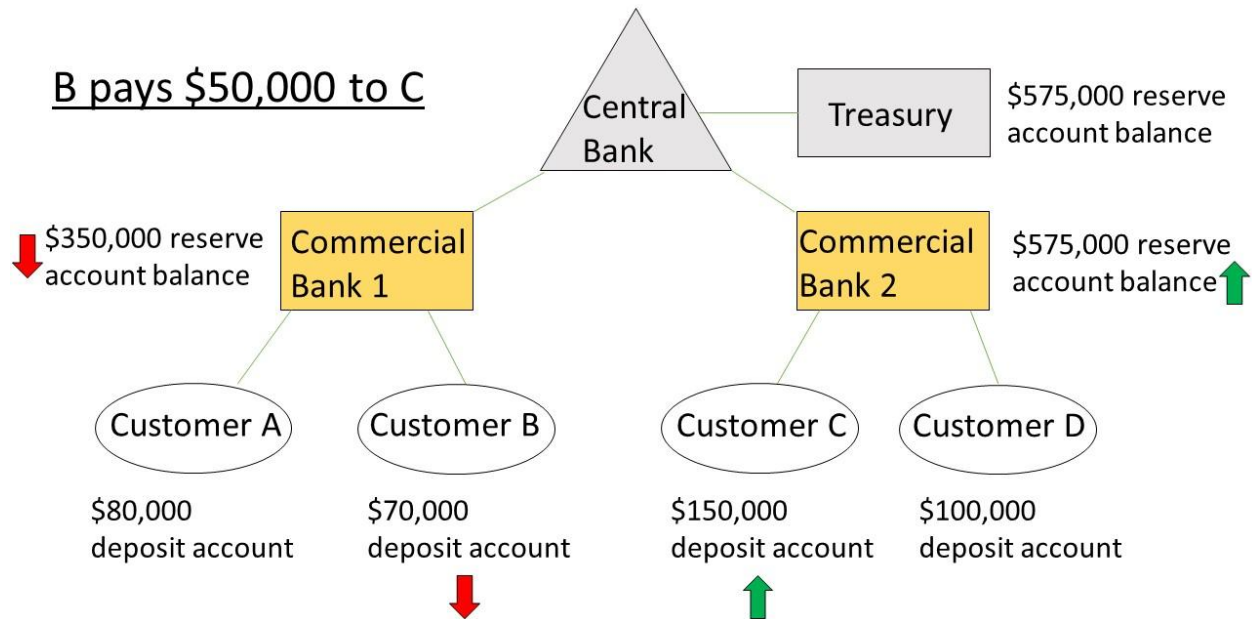 B pays $50,000 to C
Central
Bank
Treasury
$575,000 reserve
account balance
$350,000 reserve
account balance
Commercial
Bank 1
Commercial
Bank 2
$575,000 reserve
account balance
Customer A
Customer B
Customer C
Customer D
$80,000
deposit account
$70,000
deposit account
$150,000
deposit account
$100,000
deposit account